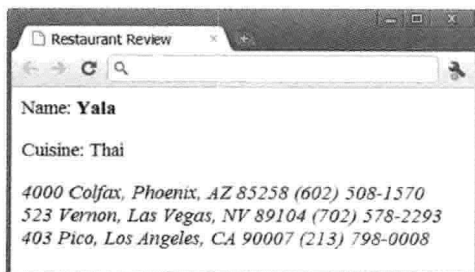 Restaurant Review
Name: Yala
Cuisine: Thai
4000 Colfax, Phoenix, AZ 85258 (602) 508-1570
523 Vernon, Las Vegas, NV 89104 (702) 578-2293
403 Pico, Los Angeles, CA 90007 (213) 798-0008